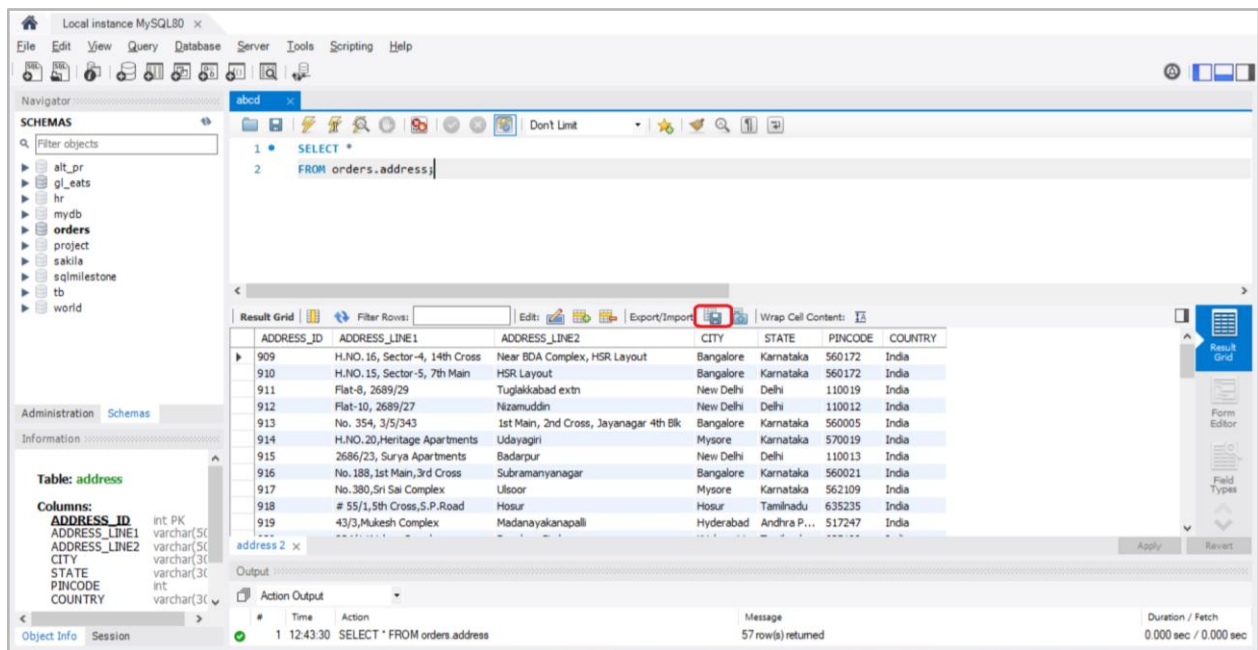 Local instance MySQL80 ×
File Edit View Query Database Server Tools Scripting Help
Navigator
SCHEMAS
Filter objects
alt_pr
gl_eats
hr
mydb
orders
project
sakila
sqlmilestone
tb
world
Administration Schemas
Information
Table: address
Columns:
ADDRESS_ID int PK
ADDRESS_LINE1 varchar(50
ADDRESS_LINE2 varchar(50
CITY varchar(30
STATE varchar(30
PINCODE int
COUNTRY varchar(30
Object Info Session
abcd ×
Don't Limit
1 SELECT *
2 FROM orders.address;
Result Grid Filter Rows: Edit: Export/Import Wrap Cell Content:
ADDRESS_ID ADDRESS_LINE1 ADDRESS_LINE2 CITY STATE PINCODE COUNTRY
909 H.NO.16, Sector-4, 14th Cross Near BDA Complex, HSR Layout Bangalore Karnataka 560172 India
910 H.NO.15, Sector-5, 7th Main HSR Layout Bangalore Karnataka 560172 India
911 Flat-8, 2689/29 Tuglakkabad extn New Delhi Delhi 110019 India
912 Flat-10, 2689/27 Nizamuddin New Delhi Delhi 110012 India
913 No. 354, 3/5/343 1st Main, 2nd Cross, Jayanagar 4th Blk Bangalore Karnataka 560005 India
914 H.NO.20,Heritage Apartments Udayagiri Mysore Karnataka 570019 India
915 2686/23, Surya Apartments Badarpur New Delhi Delhi 110013 India
916 No.188,1st Main,3rd Cross Subramanyanagar Bangalore Karnataka 560021 India
917 No.380,Sri Sai Complex Ulsoor Mysore Karnataka 562109 India
918 # 55/1,5th Cross,S.P.Road Hosur Hosur Tamilnadu 635235 India
919 43/3,Mukesh Complex Madanayakanapalli Hyderabad Andhra P... 517247 India
Result Grid
Form Editor
Field Types
address 2 ×
Apply Revert
Output
Action Output
# Time Action Message Duration / Fetch
1 12:43:30 SELECT * FROM orders.address 57 row(s) returned 0.000 sec / 0.000 sec